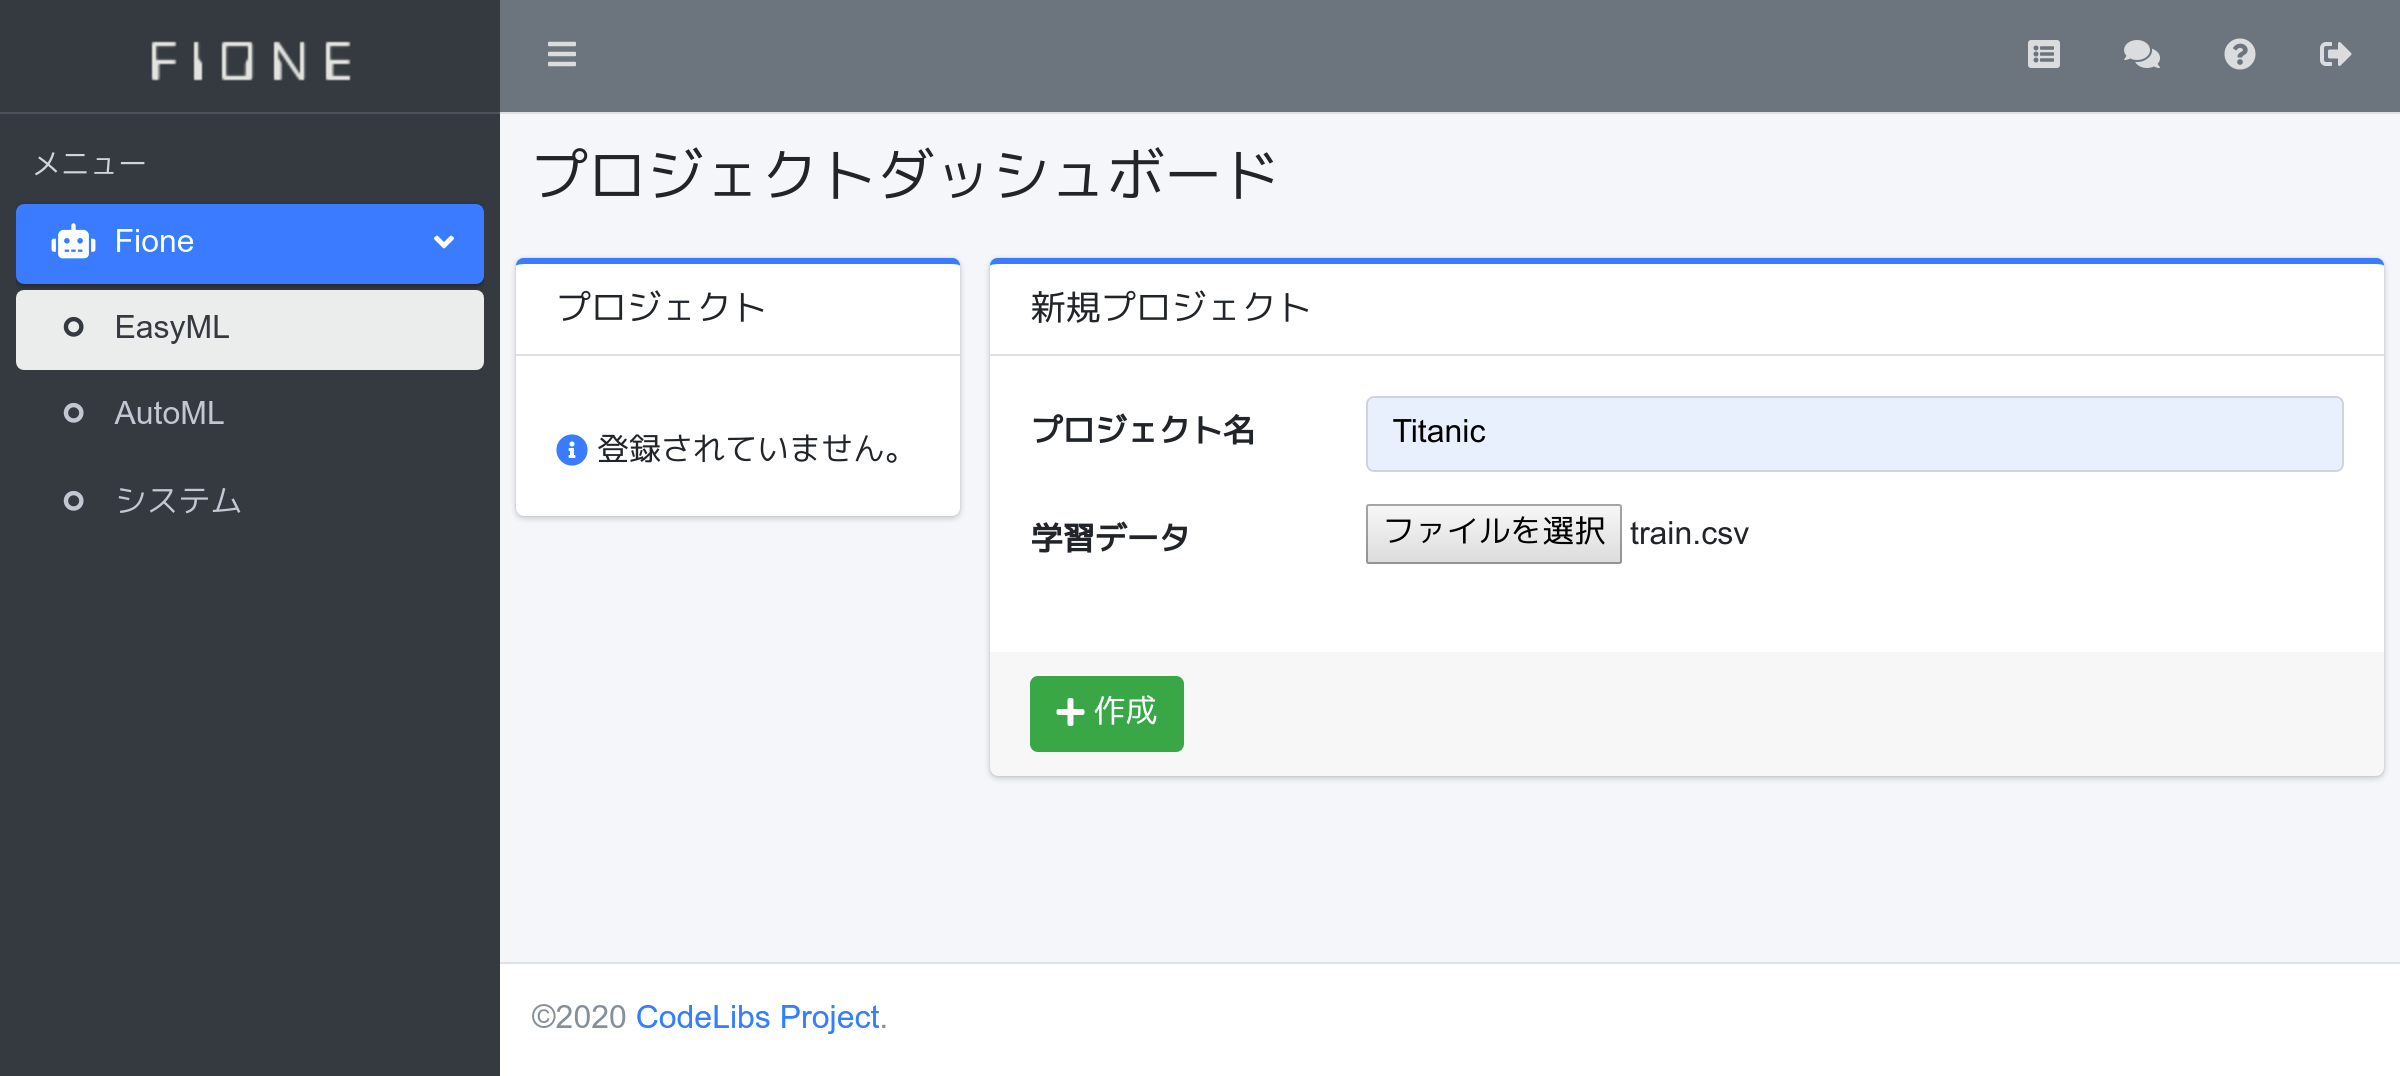 FIONE
メニュー
Fione
EasyML
AutoML
システム
プロジェクトダッシュボード
プロジェクト
登録されていません。
新規プロジェクト
プロジェクト名
Titanic
学習データ
ファイルを選択 train.csv
作成
©2020 CodeLibs Project.